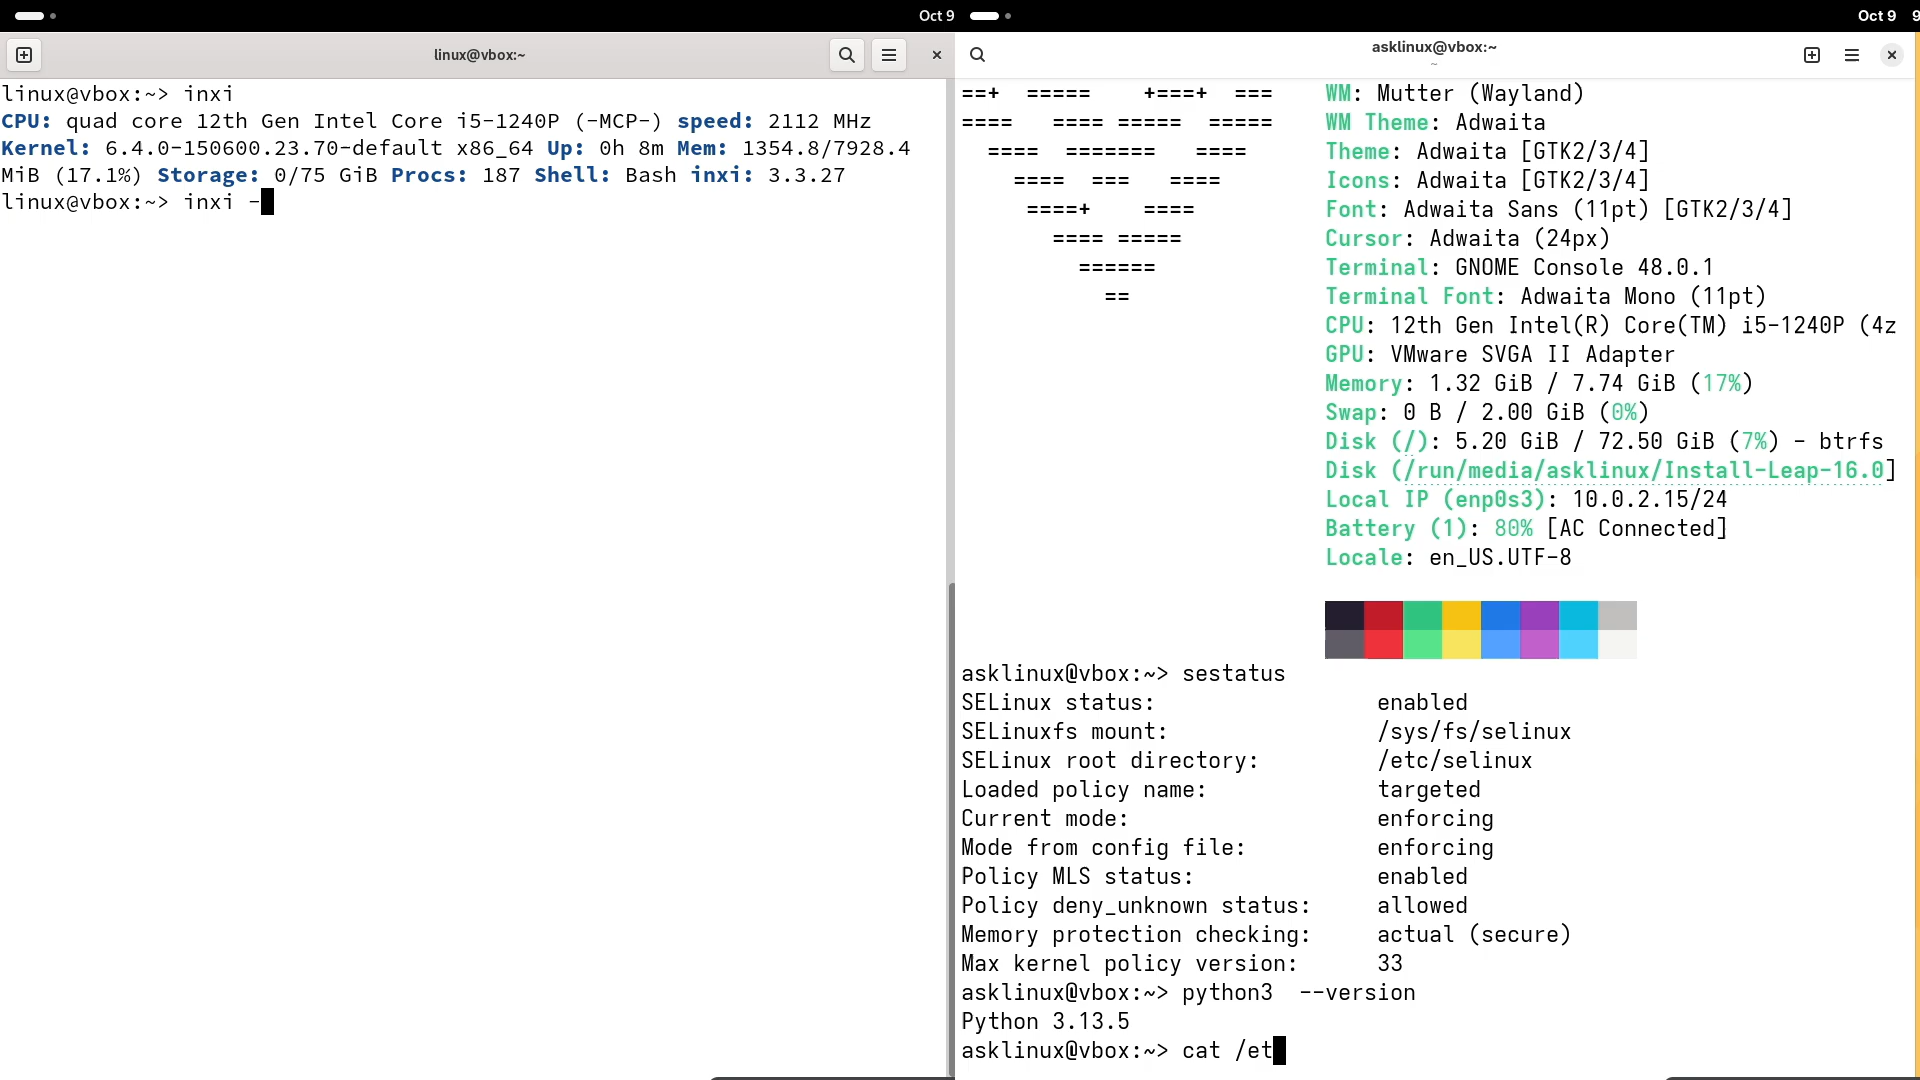 Oct 9
linux@vbox:~
linux@vbox:~> inxi
CPU: quad core 12th Gen Intel Core i5-1240P (-MCP-) speed: 2112 MHz
Kernel: 6.4.0-150600.23.70-default x86_64 Up: 0h 8m Mem: 1354.8/7928.4
MiB (17.1%) Storage: 0/75 GiB Procs: 187 Shell: Bash inxi: 3.3.27
linux@vbox:~> inxi -
Oct 9 9
asklinux@vbox:~
~
==+  =====    +===+  ===    WM: Mutter (Wayland)
====   ==== =====  =====    WM Theme: Adwaita
  ====  =======   ====      Theme: Adwaita [GTK2/3/4]
    ====  ===   ====        Icons: Adwaita [GTK2/3/4]
     ====+    ====          Font: Adwaita Sans (11pt) [GTK2/3/4]
       ==== =====           Cursor: Adwaita (24px)
         ======             Terminal: GNOME Console 48.0.1
           ==               Terminal Font: Adwaita Mono (11pt)
CPU: 12th Gen Intel(R) Core(TM) i5-1240P (4z
GPU: VMware SVGA II Adapter
Memory: 1.32 GiB / 7.74 GiB (17%)
Swap: 0 B / 2.00 GiB (0%)
Disk (/): 5.20 GiB / 72.50 GiB (7%) - btrfs
Disk (/run/media/asklinux/Install-Leap-16.0]
Local IP (enp0s3): 10.0.2.15/24
Battery (1): 80% [AC Connected]
Locale: en_US.UTF-8
asklinux@vbox:~> sestatus
SELinux status:                 enabled
SELinuxfs mount:                /sys/fs/selinux
SELinux root directory:         /etc/selinux
Loaded policy name:             targeted
Current mode:                   enforcing
Mode from config file:          enforcing
Policy MLS status:              enabled
Policy deny_unknown status:     allowed
Memory protection checking:     actual (secure)
Max kernel policy version:      33
asklinux@vbox:~> python3  --version
Python 3.13.5
asklinux@vbox:~> cat /et